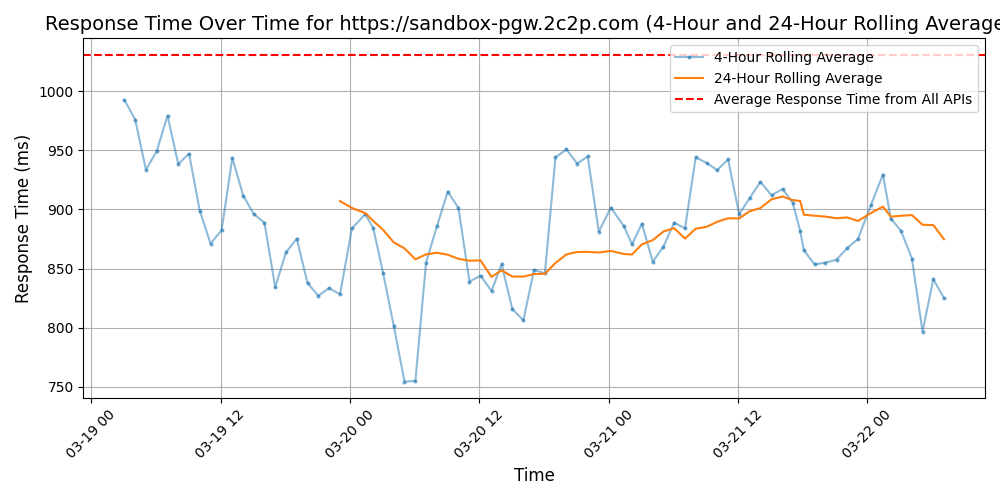 Response Time Over Time for https://sandbox-pgw.2c2p.com (4-Hour and 24-Hour Rolling Average
4-Hour Rolling Average
24-Hour Rolling Average
Average Response Time from All APIs
Response Time (ms)
1000
950
900
850
800
750
03-19 00
03-19 12
03-20 00
03-20 12
03-21 00
03-21 12
03-22 00
Time